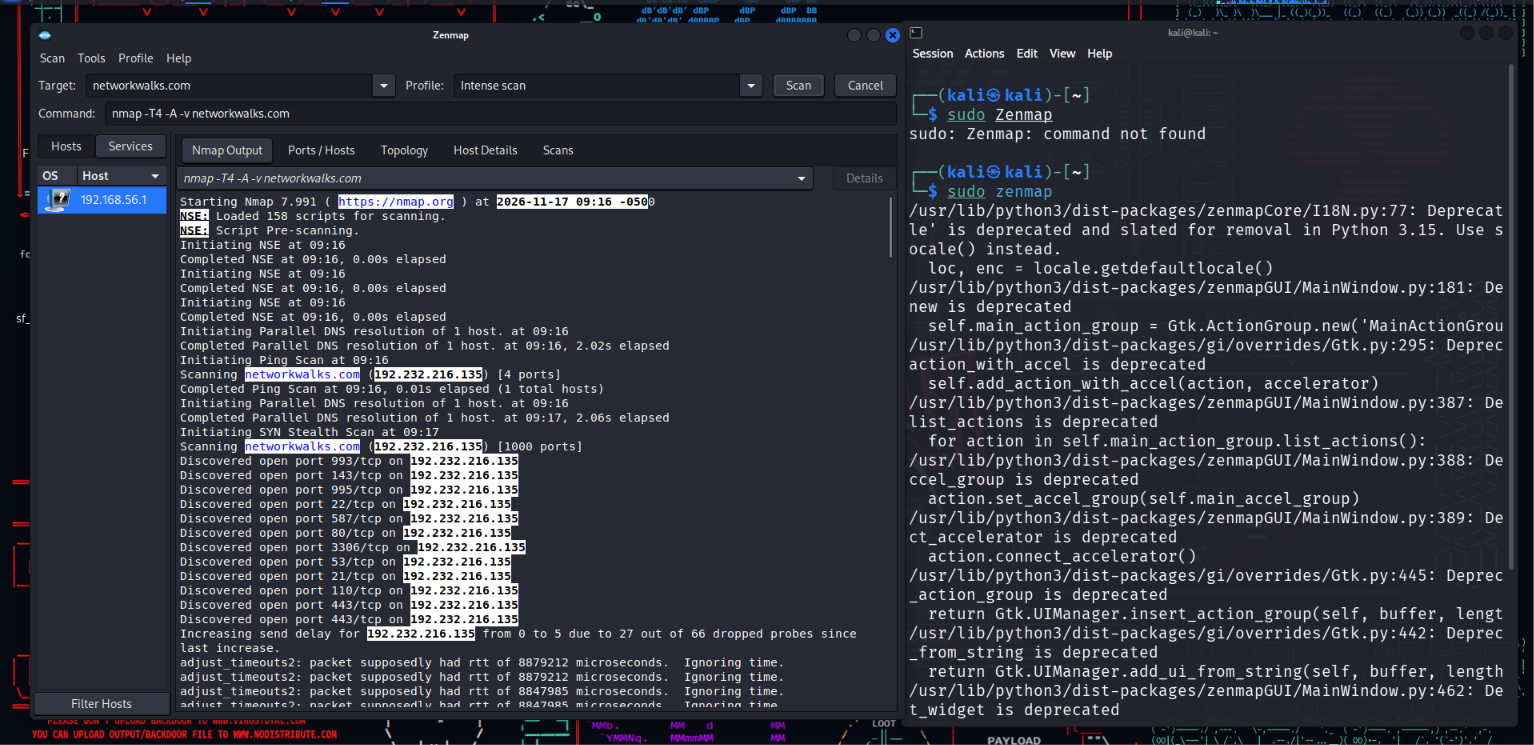 Zenmap
Scan Tools Profile Help
Target: networkwalks.com Profile: Intense scan Scan Cancel
Command: nmap -T4 -A -v networkwalks.com
Hosts Services
OS Host
192.168.56.1
Filter Hosts
Nmap Output Ports / Hosts Topology Host Details Scans
nmap -T4 -A -v networkwalks.com Details
Starting Nmap 7.991 ( https://nmap.org ) at 2026-11-17 09:16 -0500
NSE: Loaded 158 scripts for scanning.
NSE: Script Pre-scanning.
Initiating NSE at 09:16
Completed NSE at 09:16, 0.00s elapsed
Initiating NSE at 09:16
Completed NSE at 09:16, 0.00s elapsed
Initiating NSE at 09:16
Completed NSE at 09:16, 0.00s elapsed
Initiating Parallel DNS resolution of 1 host. at 09:16
Completed Parallel DNS resolution of 1 host. at 09:16, 2.02s elapsed
Initiating Ping Scan at 09:16
Scanning networkwalks.com (192.232.216.135) [4 ports]
Completed Ping Scan at 09:16, 0.01s elapsed (1 total hosts)
Initiating Parallel DNS resolution of 1 host. at 09:16
Completed Parallel DNS resolution of 1 host. at 09:17, 2.06s elapsed
Initiating SYN Stealth Scan at 09:17
Scanning networkwalks.com (192.232.216.135) [1000 ports]
Discovered open port 993/tcp on 192.232.216.135
Discovered open port 143/tcp on 192.232.216.135
Discovered open port 995/tcp on 192.232.216.135
Discovered open port 22/tcp on 192.232.216.135
Discovered open port 587/tcp on 192.232.216.135
Discovered open port 80/tcp on 192.232.216.135
Discovered open port 3306/tcp on 192.232.216.135
Discovered open port 53/tcp on 192.232.216.135
Discovered open port 21/tcp on 192.232.216.135
Discovered open port 110/tcp on 192.232.216.135
Discovered open port 443/tcp on 192.232.216.135
Discovered open port 443/tcp on 192.232.216.135
Increasing send delay for 192.232.216.135 from 0 to 5 due to 27 out of 66 dropped probes since
last increase.
adjust_timeouts2: packet supposedly had rtt of 8879212 microseconds.  Ignoring time.
adjust_timeouts2: packet supposedly had rtt of 8879212 microseconds.  Ignoring time.
adjust_timeouts2: packet supposedly had rtt of 8847985 microseconds.  Ignoring time.
adjust_timeouts2: packet supposedly had rtt of 8847985 microseconds.  Ignoring time.
kali@kali: ~
Session Actions Edit View Help
┌──(kali㉿kali)-[~]
└─$ sudo Zenmap
sudo: Zenmap: command not found
┌──(kali㉿kali)-[~]
└─$ sudo zenmap
/usr/lib/python3/dist-packages/zenmapCore/I18N.py:77: Deprecat
le' is deprecated and slated for removal in Python 3.15. Use s
ocale() instead.
loc, enc = locale.getdefaultlocale()
/usr/lib/python3/dist-packages/zenmapGUI/MainWindow.py:181: De
new is deprecated
self.main_action_group = Gtk.ActionGroup.new('MainActionGrou
/usr/lib/python3/dist-packages/gi/overrides/Gtk.py:295: Deprec
action_with_accel is deprecated
self.add_action_with_accel(action, accelerator)
/usr/lib/python3/dist-packages/zenmapGUI/MainWindow.py:387: De
list_actions is deprecated
for action in self.main_action_group.list_actions():
/usr/lib/python3/dist-packages/zenmapGUI/MainWindow.py:388: De
ccel_group is deprecated
action.set_accel_group(self.main_accel_group)
/usr/lib/python3/dist-packages/zenmapGUI/MainWindow.py:389: De
ct_accelerator is deprecated
action.connect_accelerator()
/usr/lib/python3/dist-packages/gi/overrides/Gtk.py:445: Deprec
_action_group is deprecated
return Gtk.UIManager.insert_action_group(self, buffer, lengt
/usr/lib/python3/dist-packages/gi/overrides/Gtk.py:442: Deprec
_from_string is deprecated
return Gtk.UIManager.add_ui_from_string(self, buffer, length
/usr/lib/python3/dist-packages/zenmapGUI/MainWindow.py:462: De
t_widget is deprecated
PLEASE DON'T UPLOAD BACKDOOR TO WWW.VIRUSTOTAL.COM
YOU CAN UPLOAD OUTPUT/BACKDOOR FILE TO WWW.NODISTRIBUTE.COM
LOOT
PAYLOAD